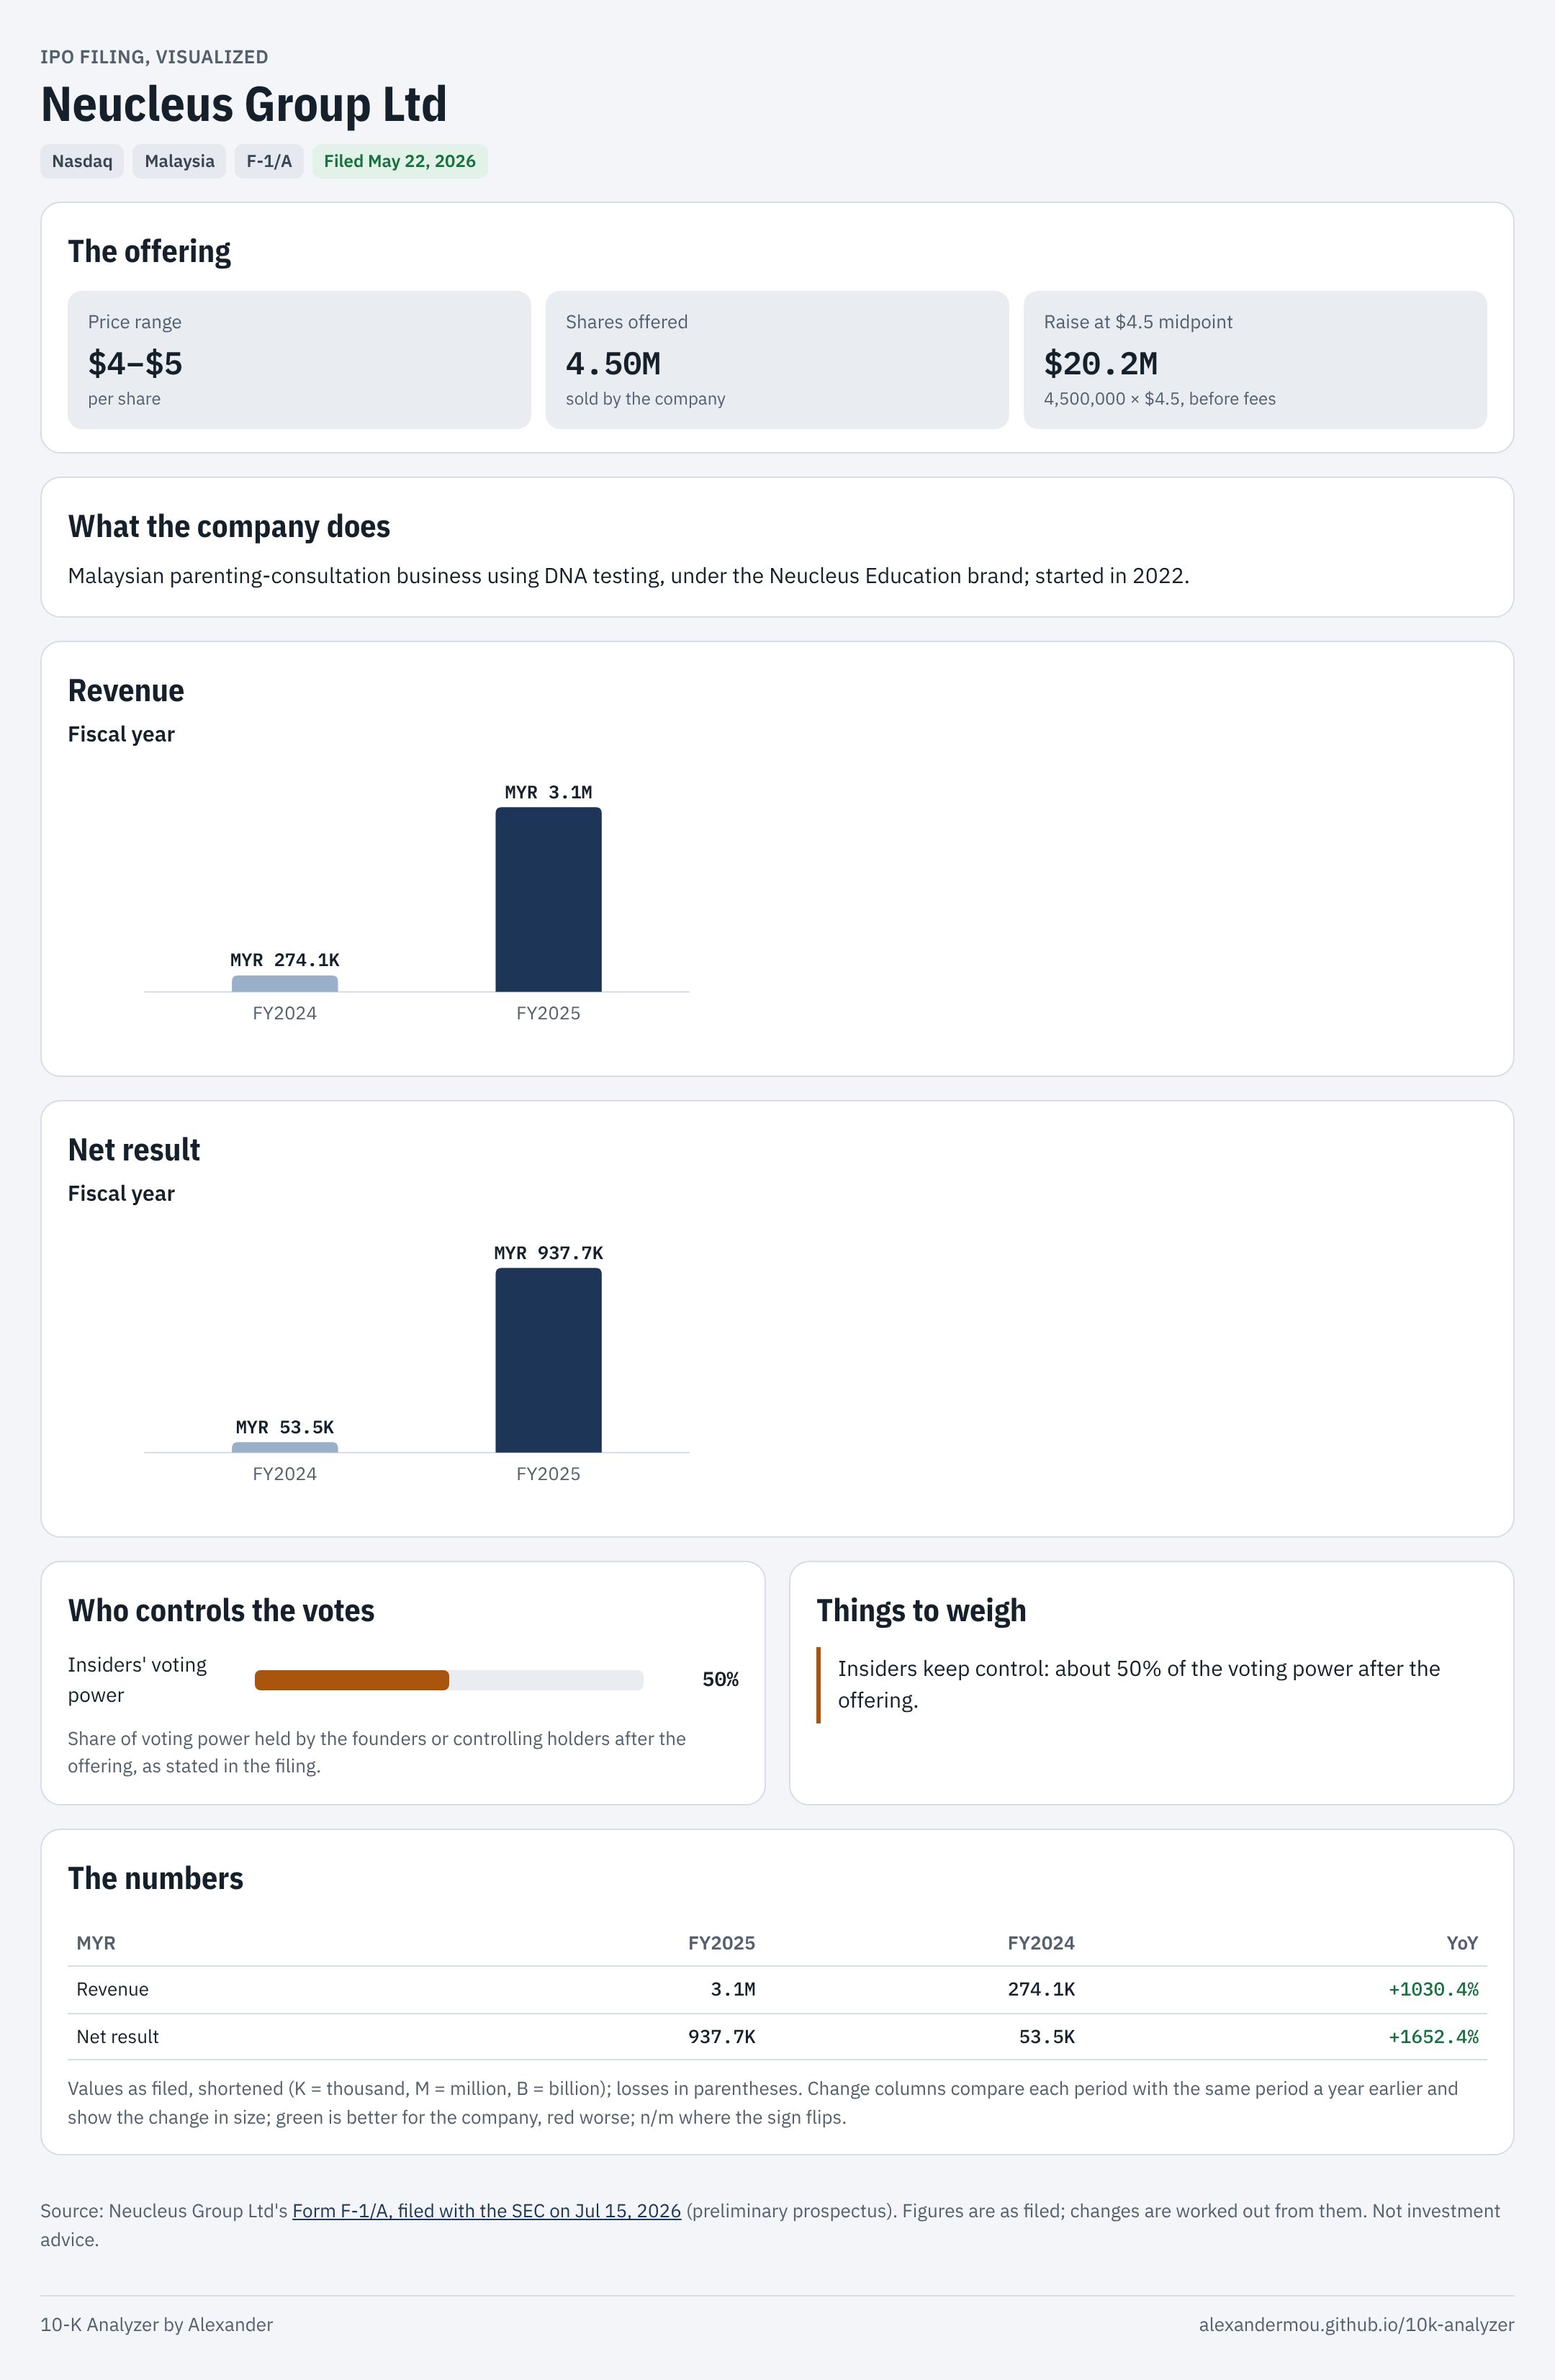 IPO FILING, VISUALIZED
Neucleus Group Ltd
Nasdaq Malaysia F-1/A Filed May 22, 2026
The offering
Price range
$4–$5
per share
Shares offered
4.50M
sold by the company
Raise at $4.5 midpoint
$20.2M
4,500,000 × $4.5, before fees
What the company does
Malaysian parenting-consultation business using DNA testing, under the Neucleus Education brand; started in 2022.
Revenue
Fiscal year
MYR 274.1K
MYR 3.1M
FY2024
FY2025
Net result
Fiscal year
MYR 53.5K
MYR 937.7K
FY2024
FY2025
Who controls the votes
Insiders' voting
power
50%
Share of voting power held by the founders or controlling holders after the
offering, as stated in the filing.
Things to weigh
Insiders keep control: about 50% of the voting power after the
offering.
The numbers
MYR FY2025 FY2024 YoY
Revenue 3.1M 274.1K +1030.4%
Net result 937.7K 53.5K +1652.4%
Values as filed, shortened (K = thousand, M = million, B = billion); losses in parentheses. Change columns compare each period with the same period a year earlier and
show the change in size; green is better for the company, red worse; n/m where the sign flips.
Source: Neucleus Group Ltd's Form F-1/A, filed with the SEC on Jul 15, 2026 (preliminary prospectus). Figures are as filed; changes are worked out from them. Not investment
advice.
10-K Analyzer by Alexander
alexandermou.github.io/10k-analyzer